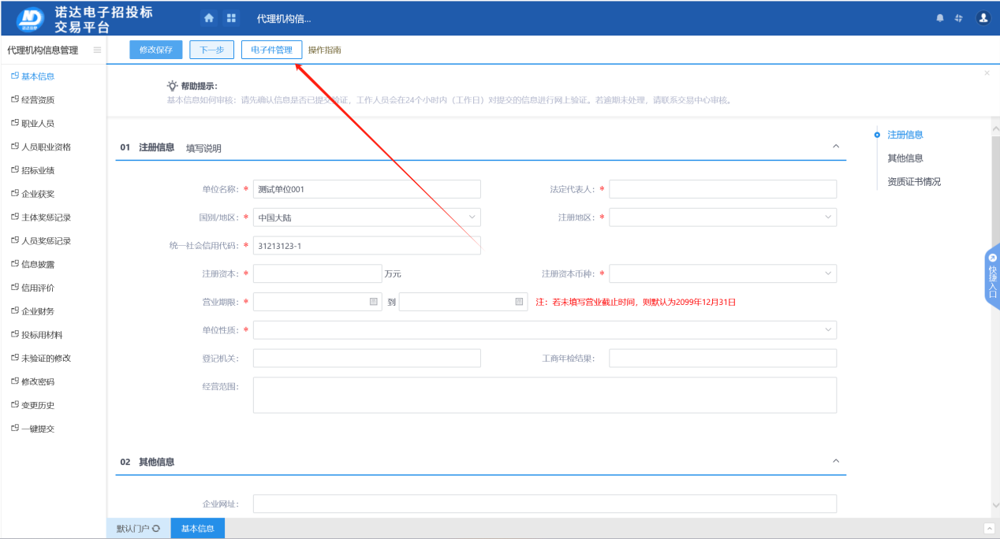 诺达电子招投标
交易平台
代理机构信...
代理机构信息管理
修改保存 下一步 电子件管理 操作指南
基本信息
经营资质
职业人员
人员职业资格
招标业绩
企业获奖
主体奖惩记录
人员奖惩记录
信息披露
信用评价
企业财务
投标用材料
未验证的修改
修改密码
变更历史
一键提交
帮助提示:
基本信息如何审核：请先确认信息是否已提交验证，工作人员会在24个小时内（工作日）对提交的信息进行网上验证。若逾期未处理，请联系交易中心审核。
01 注册信息 填写说明
单位名称: * 测试单位001 法定代表人: *
国别/地区: * 中国大陆 注册地区: *
统一社会信用代码: * 31213123-1
注册资本: * 万元 注册资本币种: *
营业期限: * 到 注：若未填写营业截止时间，则默认为2099年12月31日
单位性质: *
登记机关: 工商年检结果:
经营范围:
02 其他信息
企业网址:
注册信息
其他信息
资质证书情况
快捷入口
默认门户 基本信息